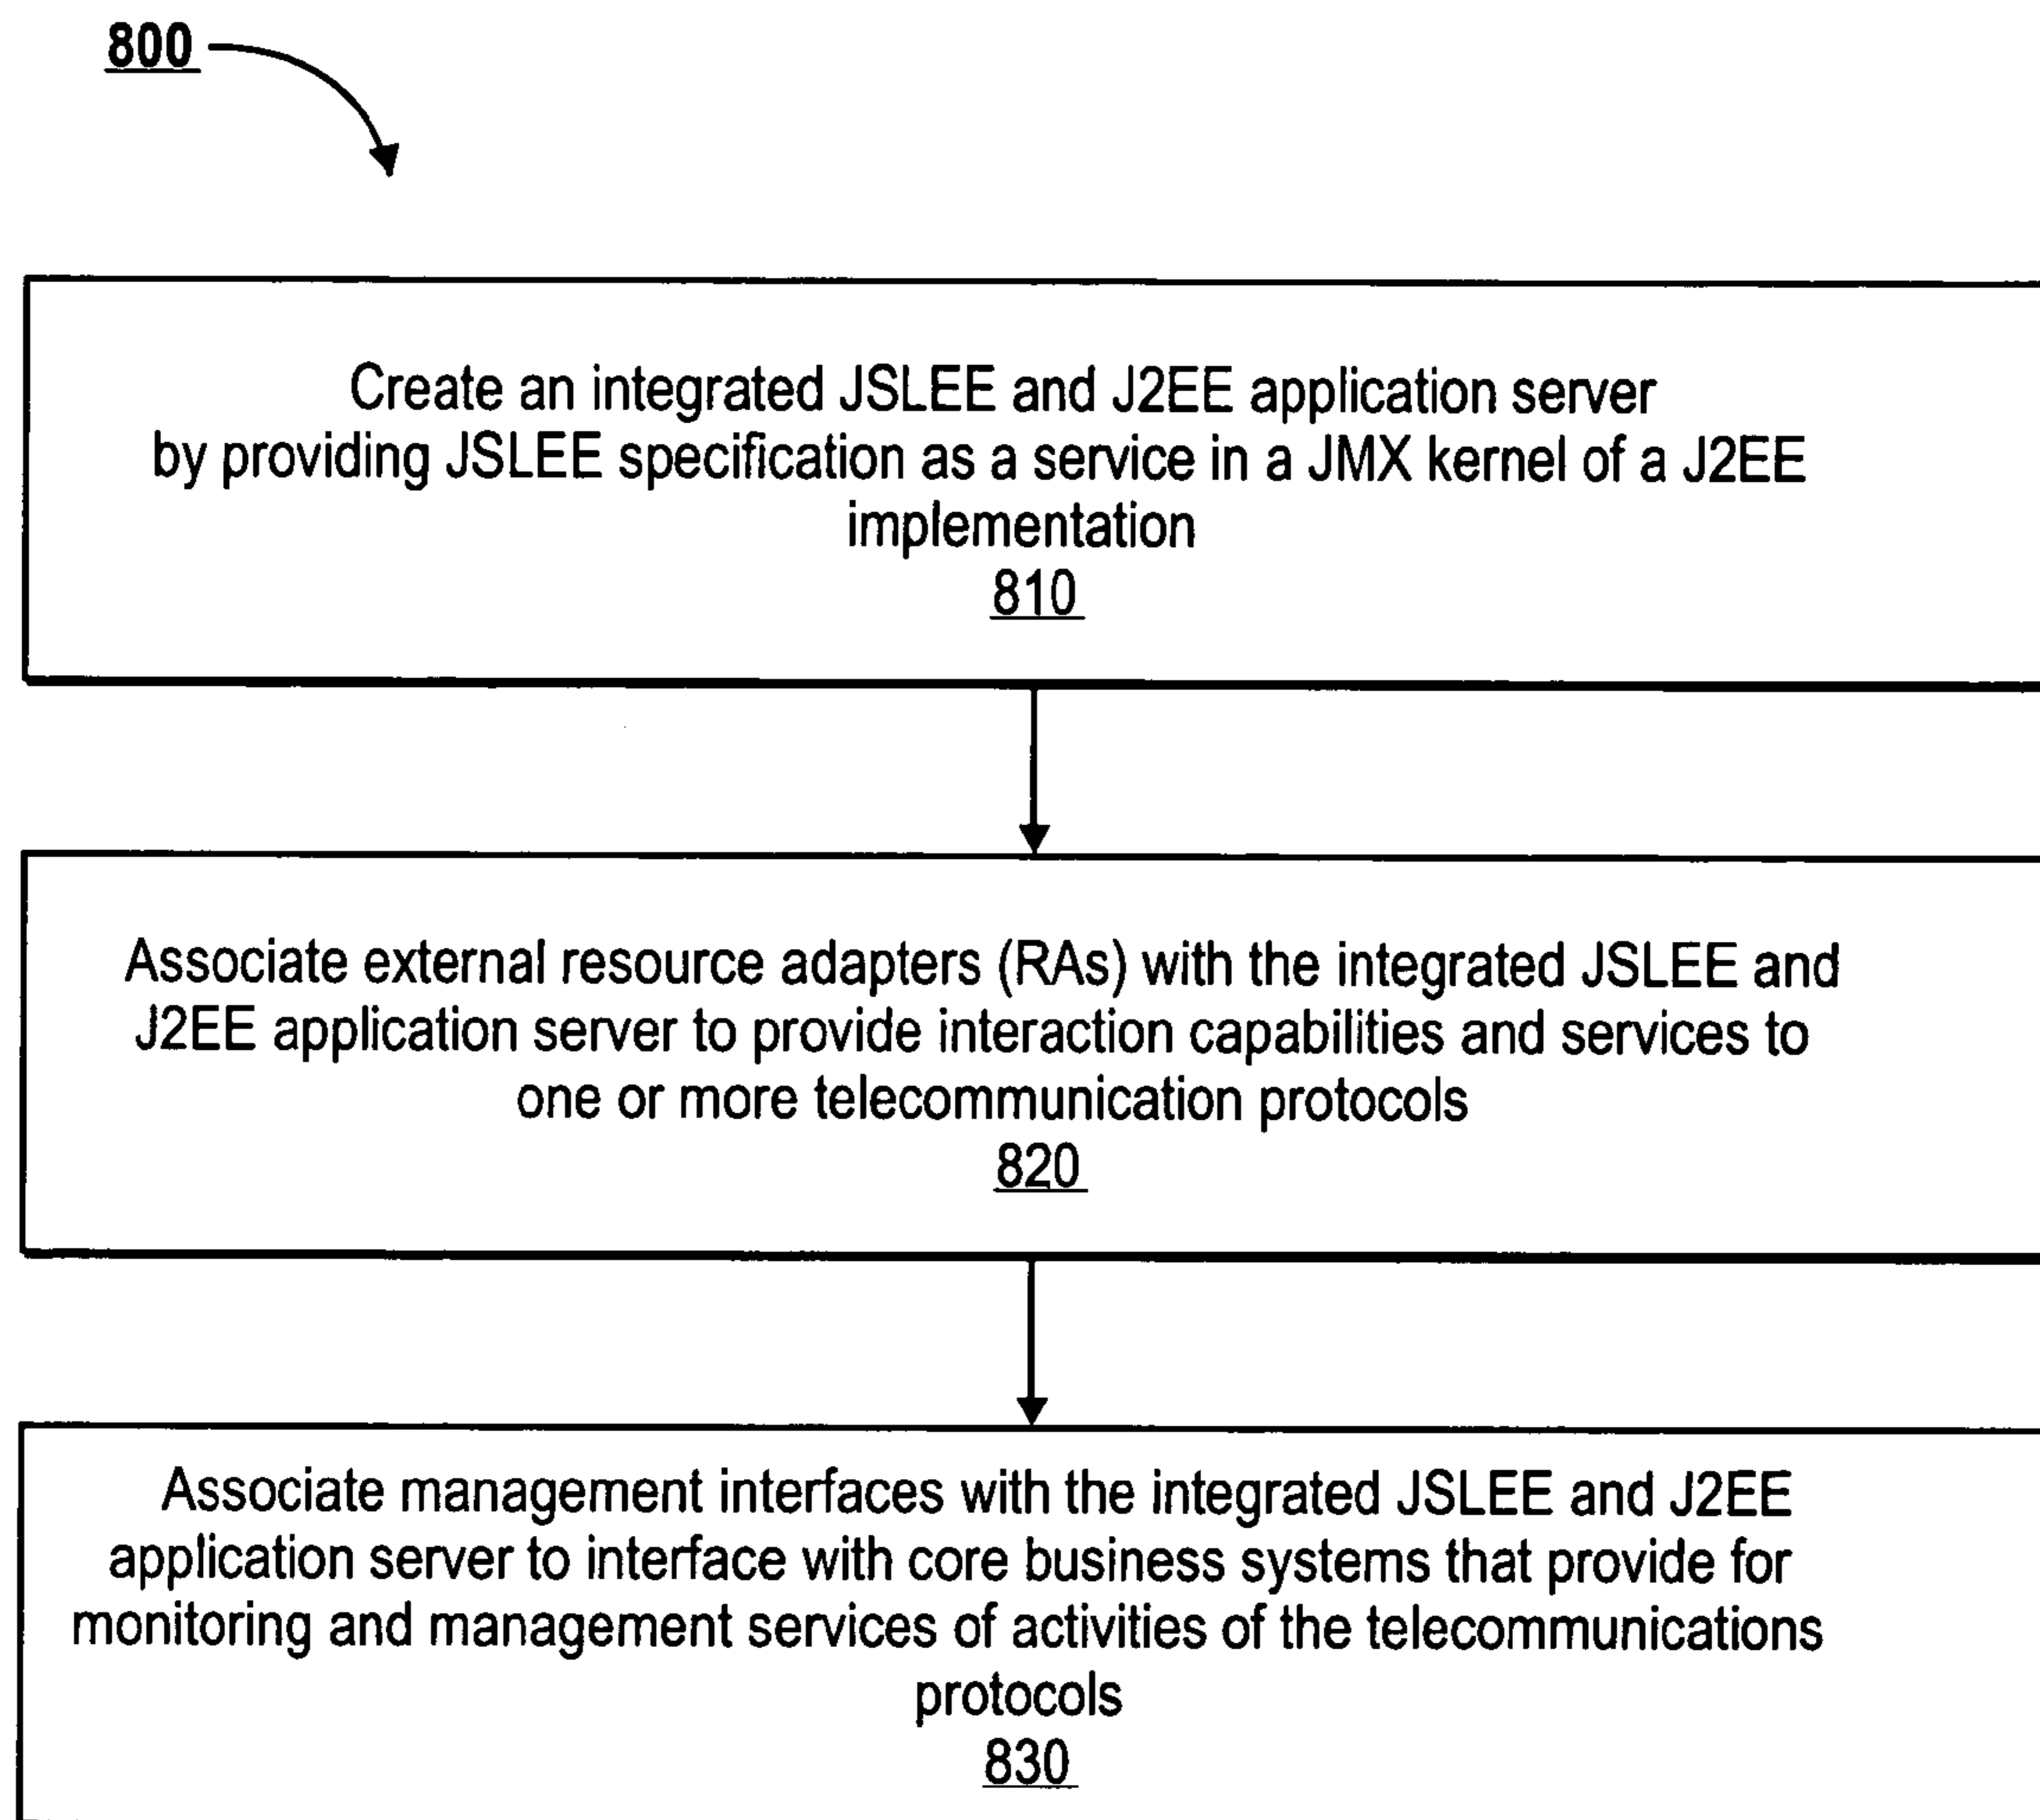 800
Create an integrated JSLEE and J2EE application server
by providing JSLEE specification as a service in a JMX kernel of a J2EE
implementation
810
Associate external resource adapters (RAs) with the integrated JSLEE and
J2EE application server to provide interaction capabilities and services to
one or more telecommunication protocols
820
Associate management interfaces with the integrated JSLEE and J2EE
application server to interface with core business systems that provide for
monitoring and management services of activities of the telecommunications
protocols
830